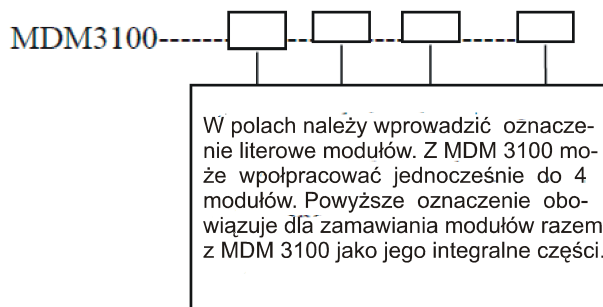 MDM3100
W polach należy wprowadzić oznacze-
nie literowe modułów. Z MDM 3100 mo-
że wpołpracować jednocześnie do 4
modułów. Powyższe oznaczenie obo-
wiązuje dla zamawiania modułów razem
z MDM 3100 jako jego integralne części.